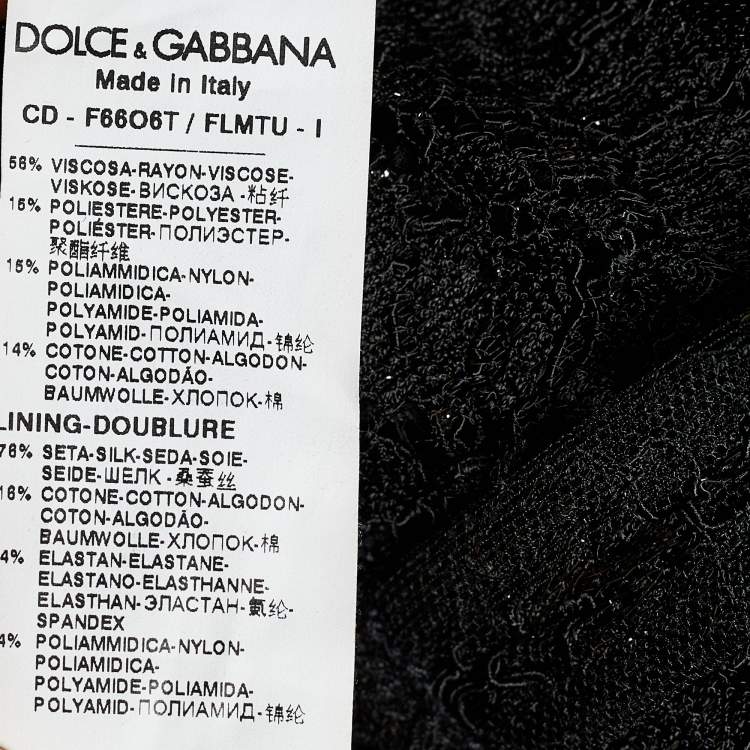 DOLCE & GABBANA
Made in Italy
CD - F66O6T / FLMTU - I
56% VISCOSA-RAYON-VISCOSE-
VISKOSE-ВИСКОЗА -粘纤
15% POLIESTERE-POLYESTER-
POLIÉSTER-ПОЛИЭСТЕР-
聚酯纤维
15% POLIAMMIDICA-NYLON-
POLIAMIDICA-
POLYAMIDE-POLIAMIDA-
POLYAMID-ПОЛИАМИД-锦纶
14% COTONE-COTTON-ALGODON-
COTON-ALGODÃO-
BAUMWOLLE-ХЛОПОК-棉
LINING-DOUBLURE
76% SETA-SILK-SEDA-SOIE-
SEIDE-ШЕЛК -桑蚕丝
16% COTONE-COTTON-ALGODON-
COTON-ALGODÃO-
BAUMWOLLE-ХЛОПОК-棉
4% ELASTAN-ELASTANE-
ELASTANO-ELASTHANNE-
ELASTHAN-ЭЛАСТАН-氨纶-
SPANDEX
4% POLIAMMIDICA-NYLON-
POLIAMIDICA-
POLYAMIDE-POLIAMIDA-
POLYAMID-ПОЛИАМИД-锦纶